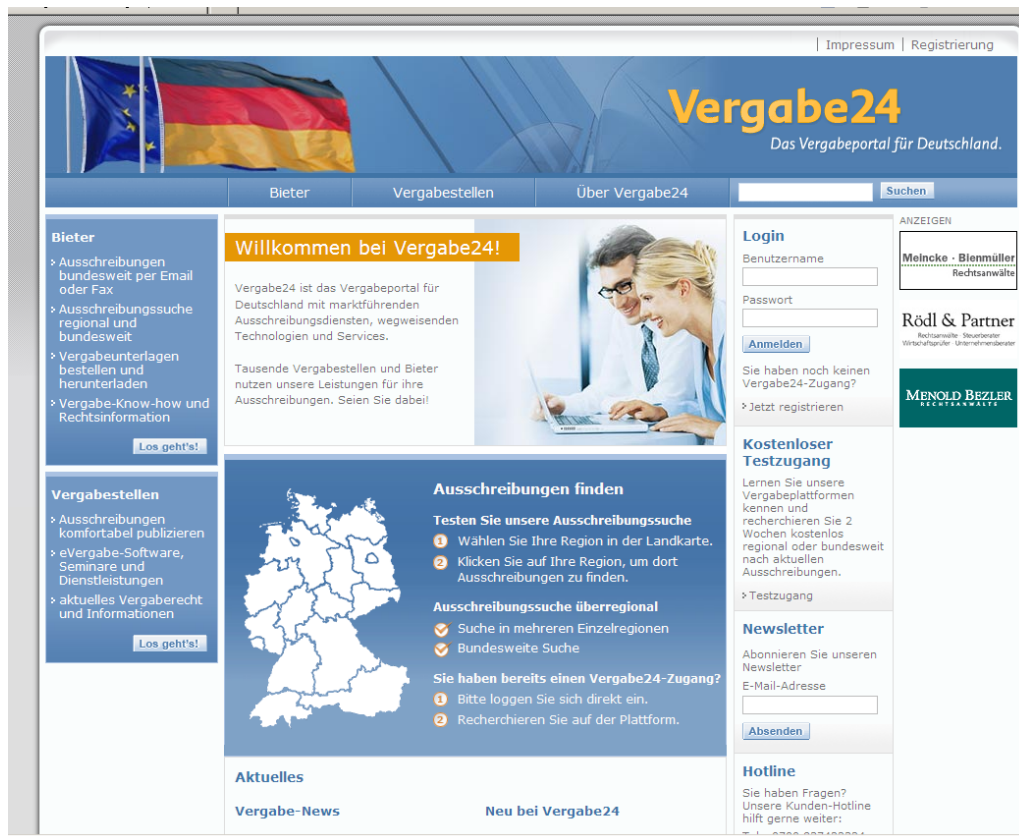 Impressum | Registrierung
Vergabe24
Das Vergabeportal für Deutschland.
Bieter
Vergabestellen
Über Vergabe24
Suchen
Bieter
Ausschreibungen
bundesweit per Email
oder Fax
Ausschreibungssuche
regional und
bundesweit
Vergabeunterlagen
bestellen und
herunterladen
Vergabe-Know-how und
Rechtsinformation
Los geht's!
Vergabestellen
Ausschreibungen
komfortabel publizieren
eVergabe-Software,
Seminare und
Dienstleistungen
aktuelles Vergaberecht
und Informationen
Los geht's!
Willkommen bei Vergabe24!
Vergabe24 ist das Vergabeportal für
Deutschland mit marktführenden
Ausschreibungsdiensten, wegweisenden
Technologien und Services.
Tausende Vergabestellen und Bieter
nutzen unsere Leistungen für ihre
Ausschreibungen. Seien Sie dabei!
Ausschreibungen finden
Testen Sie unsere Ausschreibungssuche
1 Wählen Sie Ihre Region in der Landkarte.
2 Klicken Sie auf Ihre Region, um dort
Ausschreibungen zu finden.
Ausschreibungssuche überregional
Suche in mehreren Einzelregionen
Bundesweite Suche
Sie haben bereits einen Vergabe24-Zugang?
1 Bitte loggen Sie sich direkt ein.
2 Recherchieren Sie auf der Plattform.
Aktuelles
Vergabe-News
Neu bei Vergabe24
Login
Benutzername
Passwort
Anmelden
Sie haben noch keinen
Vergabe24-Zugang?
Jetzt registrieren
Kostenloser
Testzugang
Lernen Sie unsere
Vergabeplattformen
kennen und
recherchieren Sie 2
Wochen kostenlos
regional oder bundesweit
nach aktuellen
Ausschreibungen.
Testzugang
Newsletter
Abonnieren Sie unseren
Newsletter
E-Mail-Adresse
Absenden
Hotline
Sie haben Fragen?
Unsere Kunden-Hotline
hilft gerne weiter:
ANZEIGEN
Meincke · Bienmüller
Rechtsanwälte
Rödl & Partner
Rechtsanwälte · Steuerberater
Wirtschaftsprüfer · Unternehmensberater
MENOLD BEZLER
RECHTSANWÄLTE